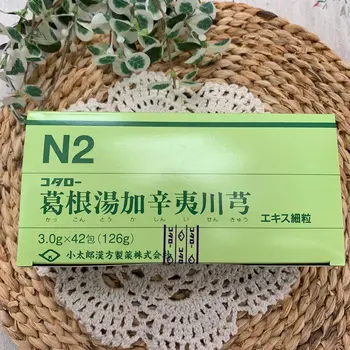 N2
コタロー
葛根湯加辛夷川芎
かっ こん とう か しん い せん きゅう
エキス細粒
3.0g×42包(126g)
小太郎漢方製薬株式会社